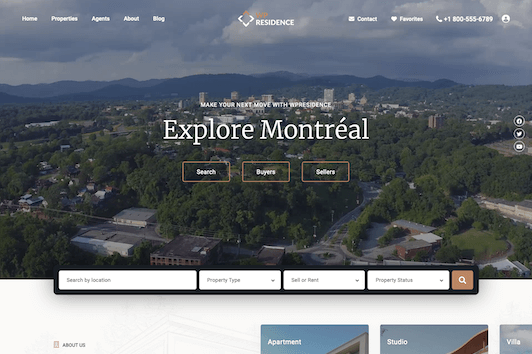 Home Properties Agents About Blog
RESIDENCE
Contact Favorites +1 800-555-6789
MAKE YOUR NEXT MOVE WITH WPRESIDENCE
Explore Montréal
Search Buyers Sellers
Search by location Property Type Sell or Rent Property Status
ABOUT US
Apartment Studio Villa